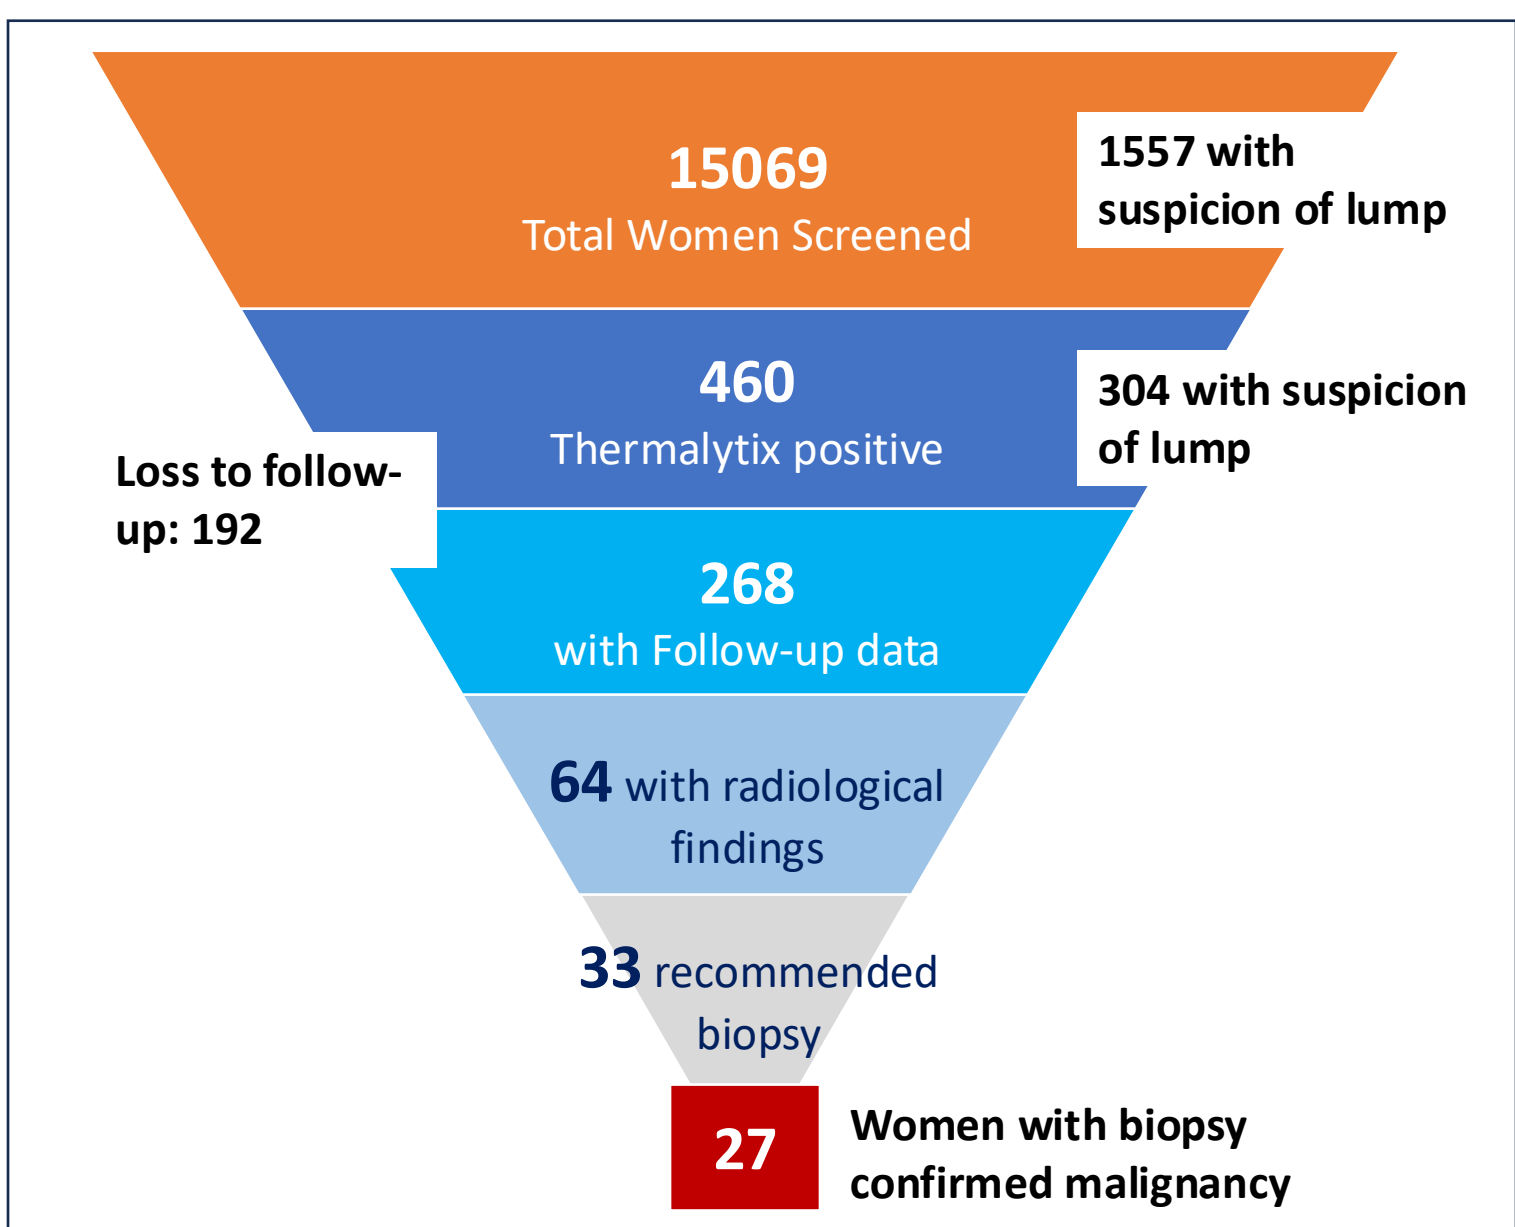 15069
Total Women Screened
1557 with
suspicion of lump
460
Thermalytix positive
304 with suspicion
of lump
Loss to follow-
up: 192
268
with Follow-up data
64 with radiological
findings
33 recommended
biopsy
27
Women with biopsy
confirmed malignancy